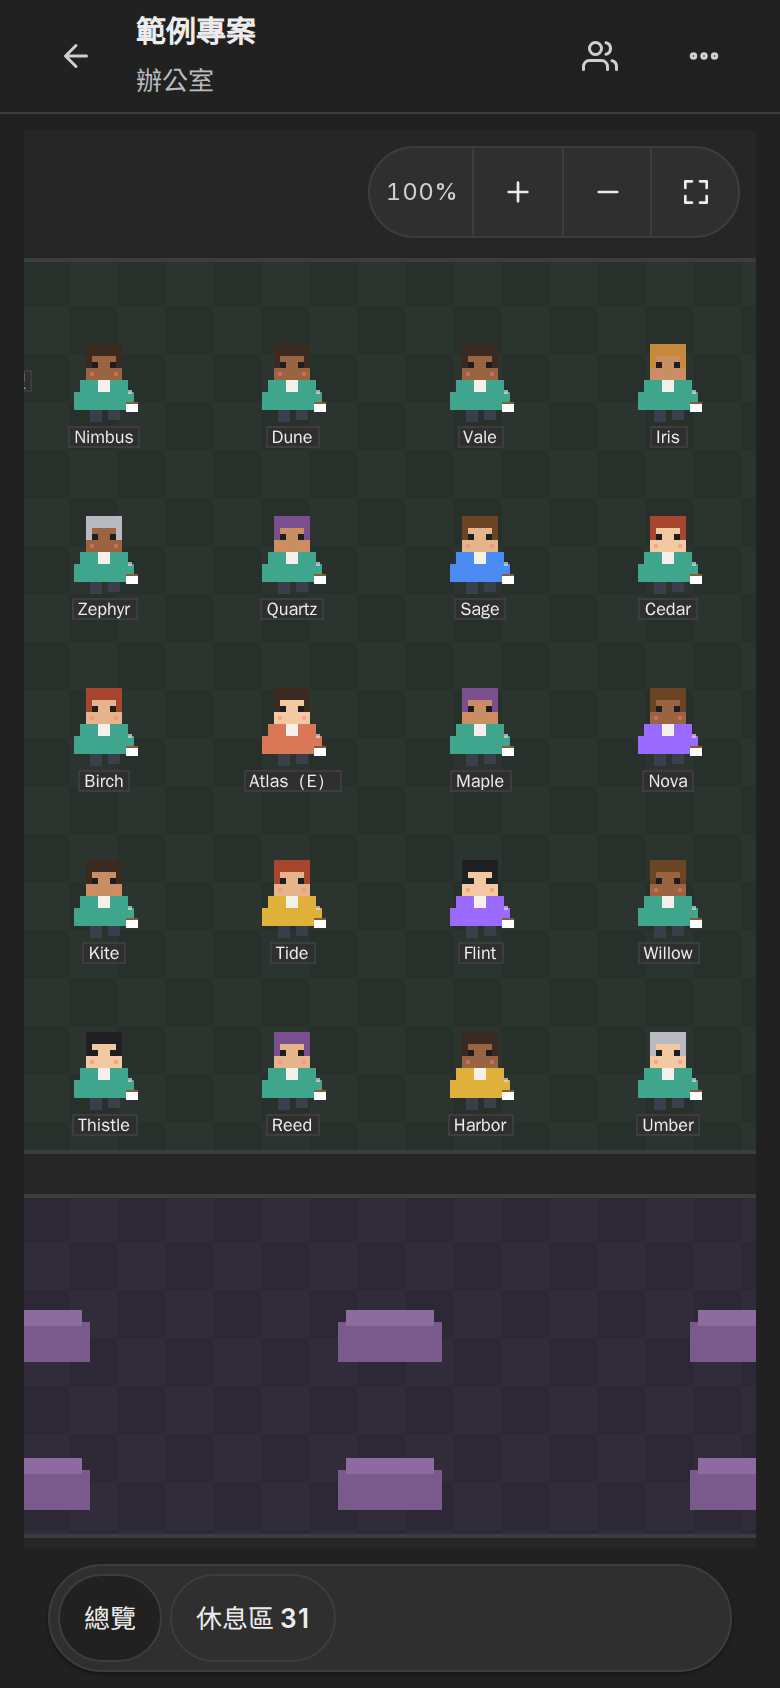 範例專案
辦公室
100%
Nimbus Dune Vale Iris
Zephyr Quartz Sage Cedar
Birch Atlas（E） Maple Nova
Kite Tide Flint Willow
Thistle Reed Harbor Umber
總覽 休息區 31